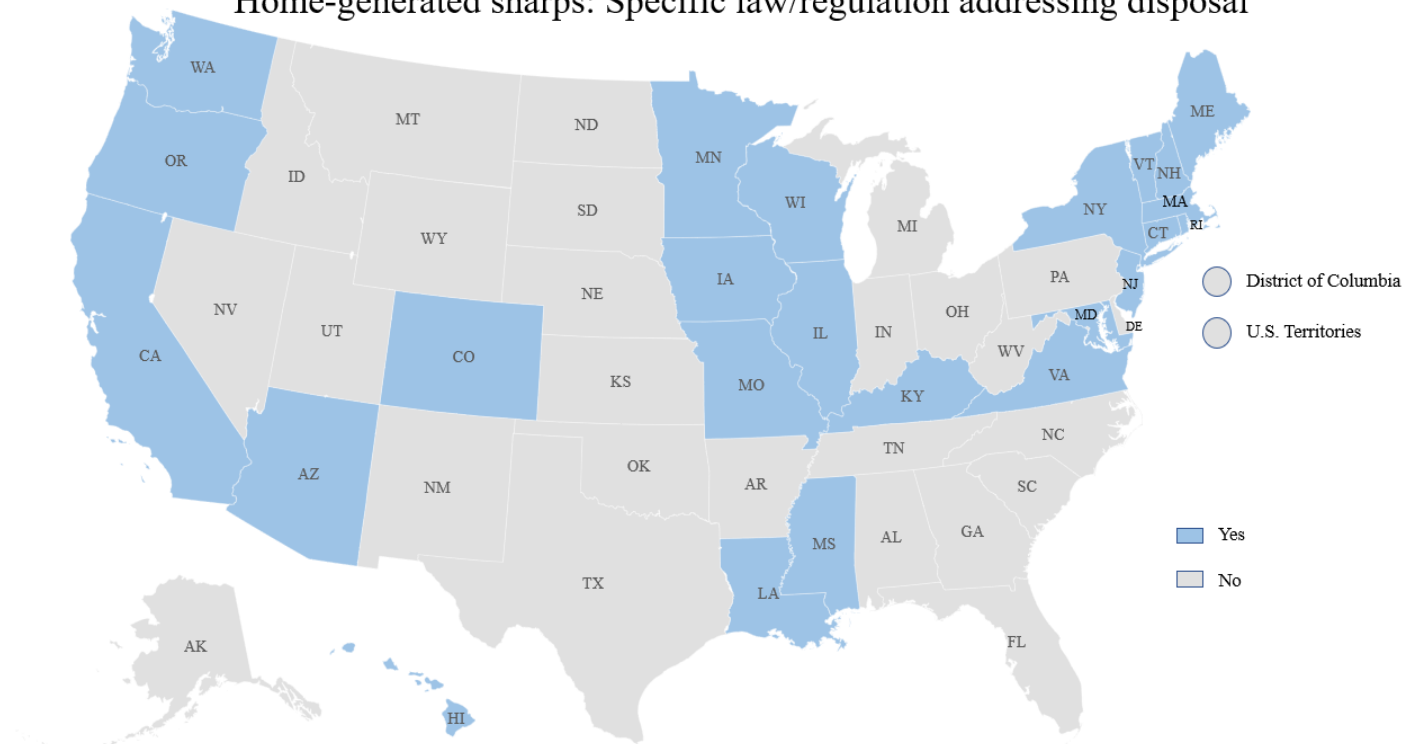 Home-generated sharps: Specific law/regulation addressing disposal
WA
ME
MT
ND
MN
OR
VT
NH
ID
MA
WI
NY
SD
RI
MI
CT
WY
PA
IA
District of Columbia
NJ
NE
NV
OH
MD
DE
UT
IN
IL
U.S. Territories
WV
CA
CO
VA
KS
MO
KY
NC
TN
OK
AZ
AR
NM
SC
GA
Yes
AL
MS
No
TX
LA
FL
AK
HI